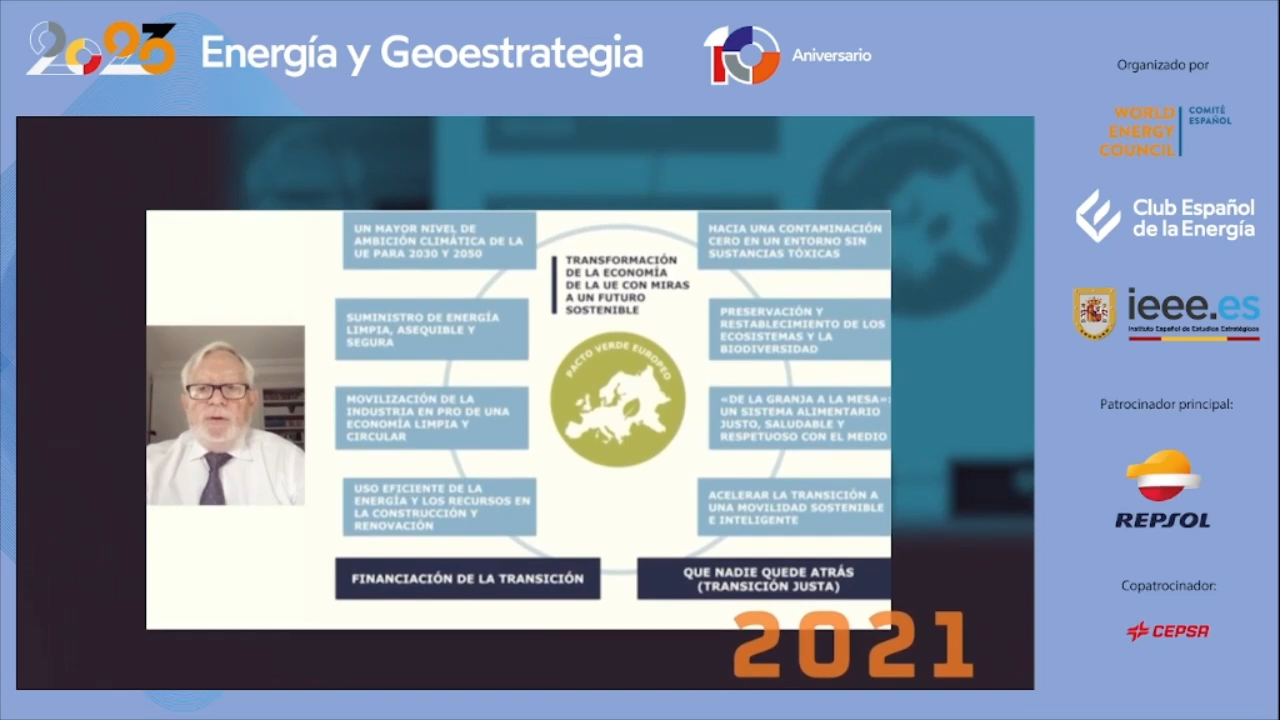 2023 Energía y Geoestrategia
10 Aniversario
Organizado por
WORLD
ENERGY
COUNCIL
COMITÉ
ESPAÑOL
Club Español
de la Energía
ieee.es
Instituto Español de Estudios Estratégicos
Patrocinador principal:
REPSOL
Copatrocinador:
CEPSA
UN MAYOR NIVEL DE
AMBICIÓN CLIMÁTICA DE LA
UE PARA 2030 Y 2050
SUMINISTRO DE ENERGÍA
LIMPIA, ASEQUIBLE Y
SEGURA
MOVILIZACIÓN DE LA
INDUSTRIA EN PRO DE UNA
ECONOMÍA LIMPIA Y
CIRCULAR
USO EFICIENTE DE LA
ENERGÍA Y LOS RECURSOS EN
LA CONSTRUCCIÓN Y
RENOVACIÓN
TRANSFORMACIÓN
DE LA ECONOMÍA
DE LA UE CON MIRAS
A UN FUTURO
SOSTENIBLE
PACTO VERDE EUROPEO
HACIA UNA CONTAMINACIÓN
CERO EN UN ENTORNO SIN
SUSTANCIAS TÓXICAS
PRESERVACIÓN Y
RESTABLECIMIENTO DE LOS
ECOSISTEMAS Y LA
BIODIVERSIDAD
«DE LA GRANJA A LA MESA»:
UN SISTEMA ALIMENTARIO
JUSTO, SALUDABLE Y
RESPETUOSO CON EL MEDIO
ACELERAR LA TRANSICIÓN A
UNA MOVILIDAD SOSTENIBLE
E INTELIGENTE
FINANCIACIÓN DE LA TRANSICIÓN
QUE NADIE QUEDE ATRÁS
(TRANSICIÓN JUSTA)
2021